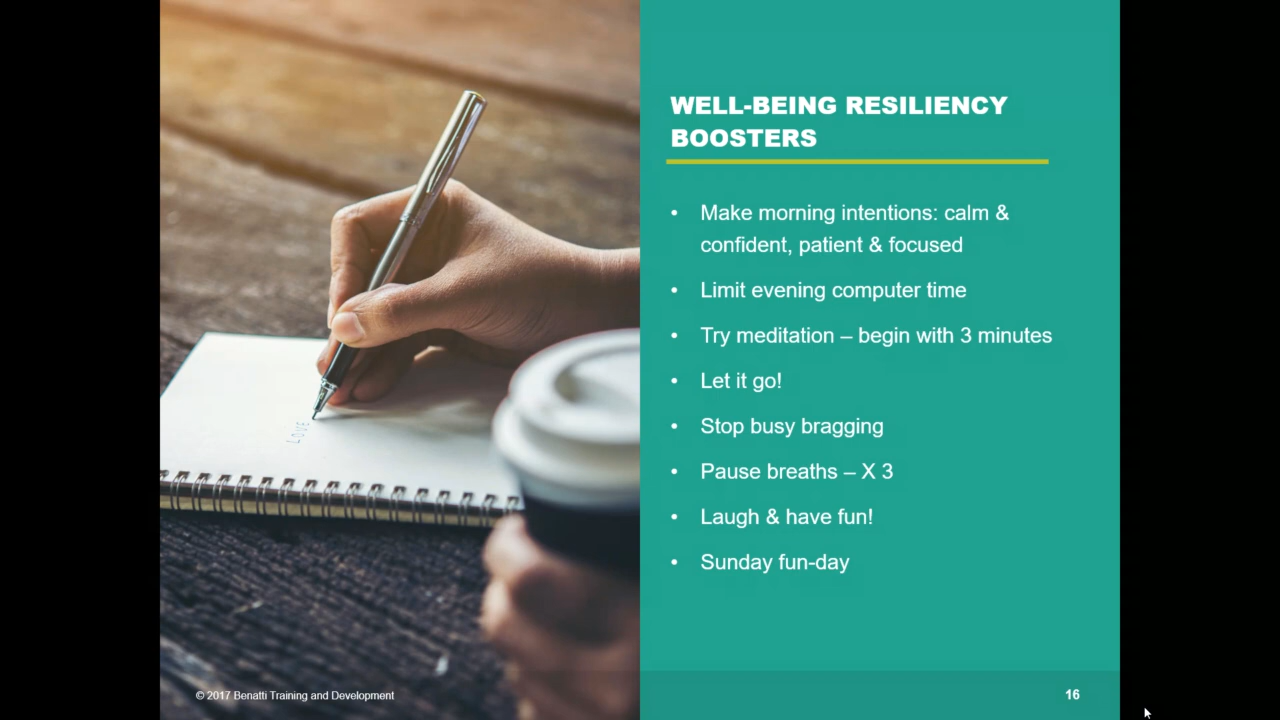 WELL-BEING RESILIENCY
BOOSTERS
• Make morning intentions: calm &
confident, patient & focused
• Limit evening computer time
• Try meditation – begin with 3 minutes
• Let it go!
• Stop busy bragging
• Pause breaths – X 3
• Laugh & have fun!
• Sunday fun-day
LOVE
© 2017 Benatti Training and Development
16